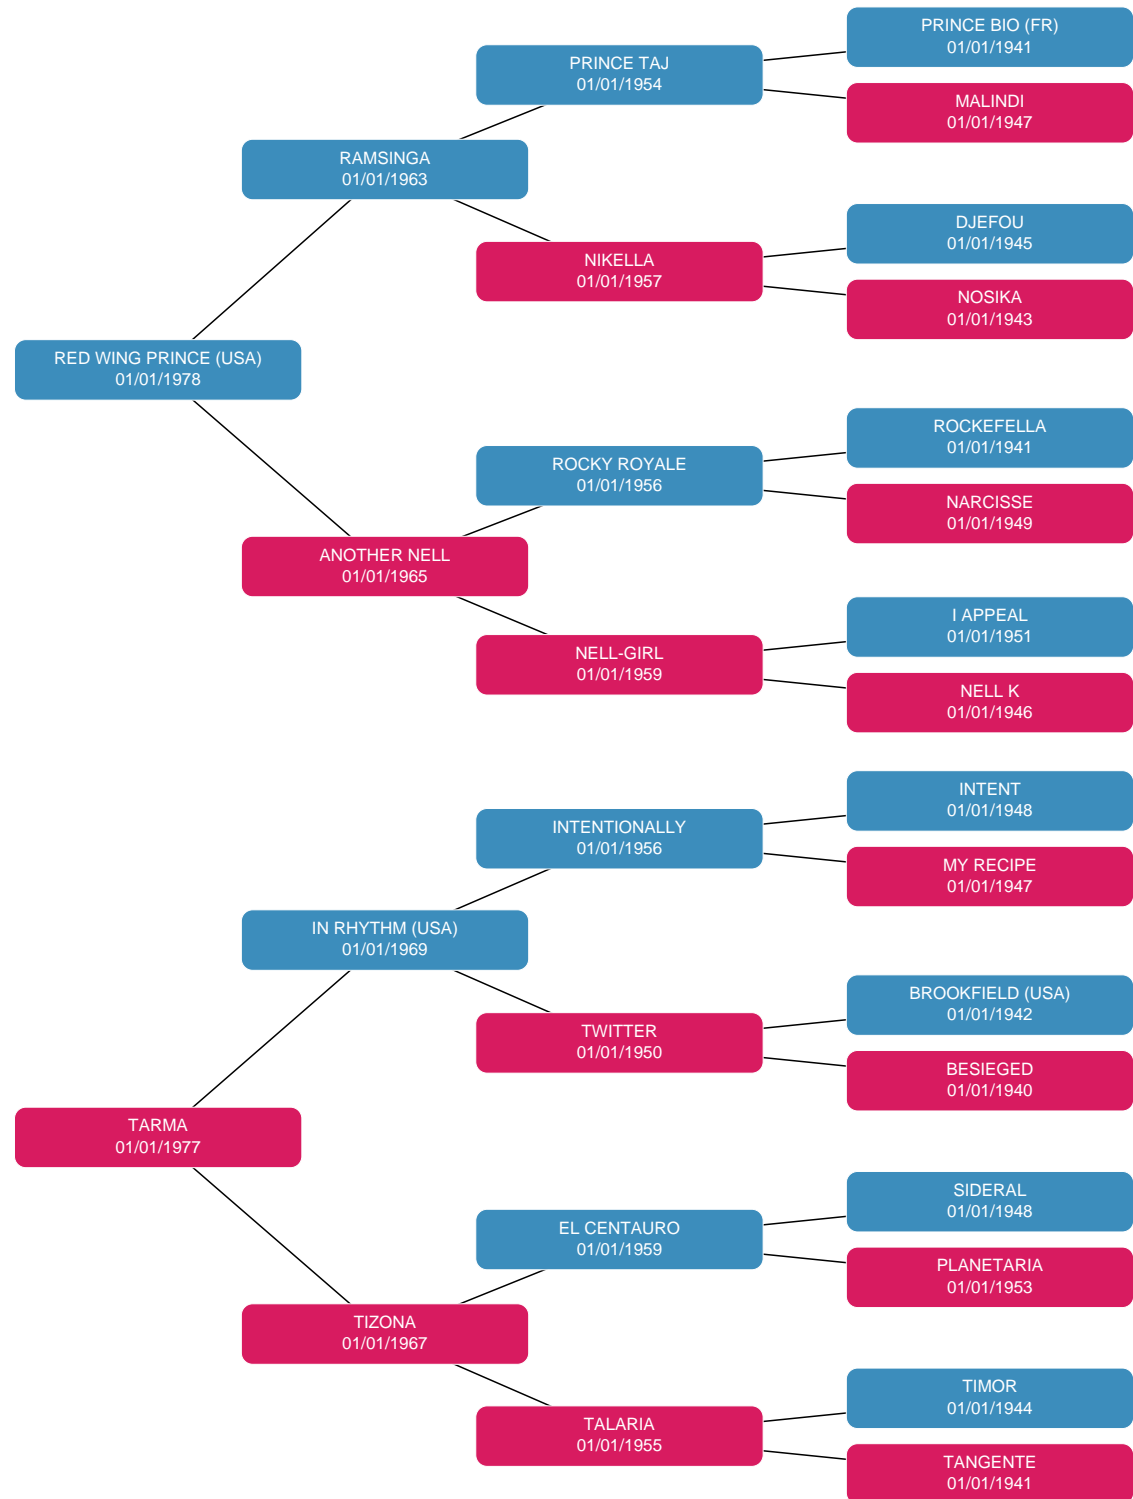 PRINCE BIO (FR)
01/01/1941
PRINCE TAJ
01/01/1954
MALINDI
01/01/1947
RAMSINGA
01/01/1963
DJEFOU
01/01/1945
NIKELLA
01/01/1957
NOSIKA
01/01/1943
RED WING PRINCE (USA)
01/01/1978
ROCKEFELLA
01/01/1941
ROCKY ROYALE
01/01/1956
NARCISSE
01/01/1949
ANOTHER NELL
01/01/1965
I APPEAL
01/01/1951
NELL-GIRL
01/01/1959
NELL K
01/01/1946
INTENT
01/01/1948
INTENTIONALLY
01/01/1956
MY RECIPE
01/01/1947
IN RHYTHM (USA)
01/01/1969
BROOKFIELD (USA)
01/01/1942
TWITTER
01/01/1950
BESIEGED
01/01/1940
TARMA
01/01/1977
SIDERAL
01/01/1948
EL CENTAURO
01/01/1959
PLANETARIA
01/01/1953
TIZONA
01/01/1967
TIMOR
01/01/1944
TALARIA
01/01/1955
TANGENTE
01/01/1941